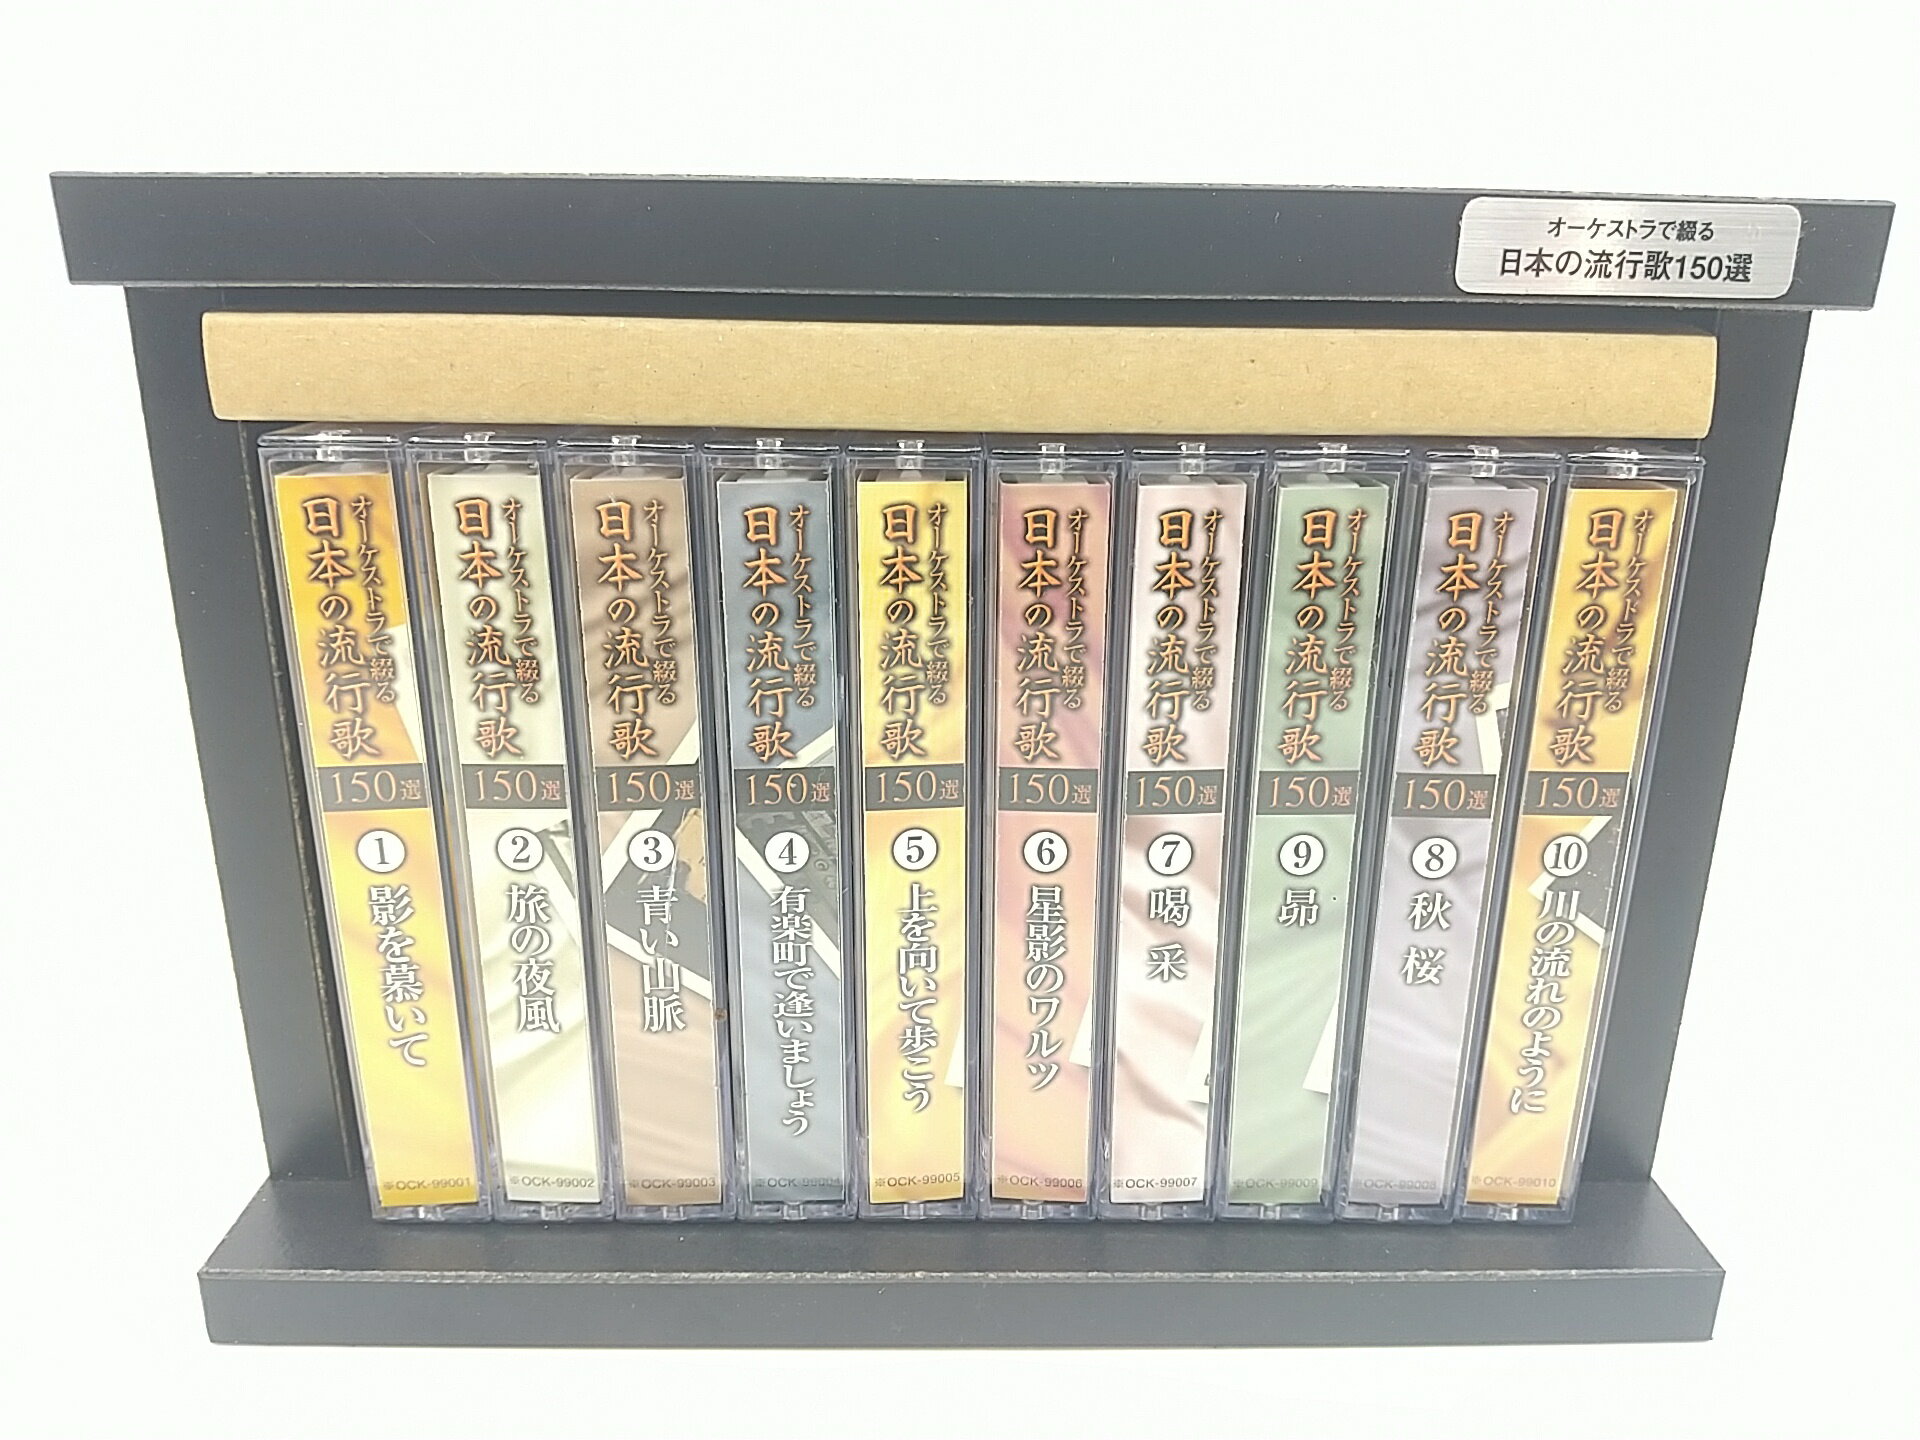 オーケストラで綴る
日本の流行歌150選
オーケストラで綴る
日本の流行歌
150選
① 影を慕いて
※OCK-99001
オーケストラで綴る
日本の流行歌
150選
② 旅の夜風
※OCK-99002
オーケストラで綴る
日本の流行歌
150選
③ 青い山脈
※OCK-99003
オーケストラで綴る
日本の流行歌
150選
④ 有楽町で逢いましょう
※OCK-99004
オーケストラで綴る
日本の流行歌
150選
⑤ 上を向いて歩こう
※OCK-99005
オーケストラで綴る
日本の流行歌
150選
⑥ 星影のワルツ
※OCK-99006
オーケストラで綴る
日本の流行歌
150選
⑦ 喝采
※OCK-99007
オーケストラで綴る
日本の流行歌
150選
⑨ 昴
※OCK-99009
オーケストラで綴る
日本の流行歌
150選
⑧ 秋桜
※OCK-99008
オーケストラで綴る
日本の流行歌
150選
⑩ 川の流れのように
※OCK-99010